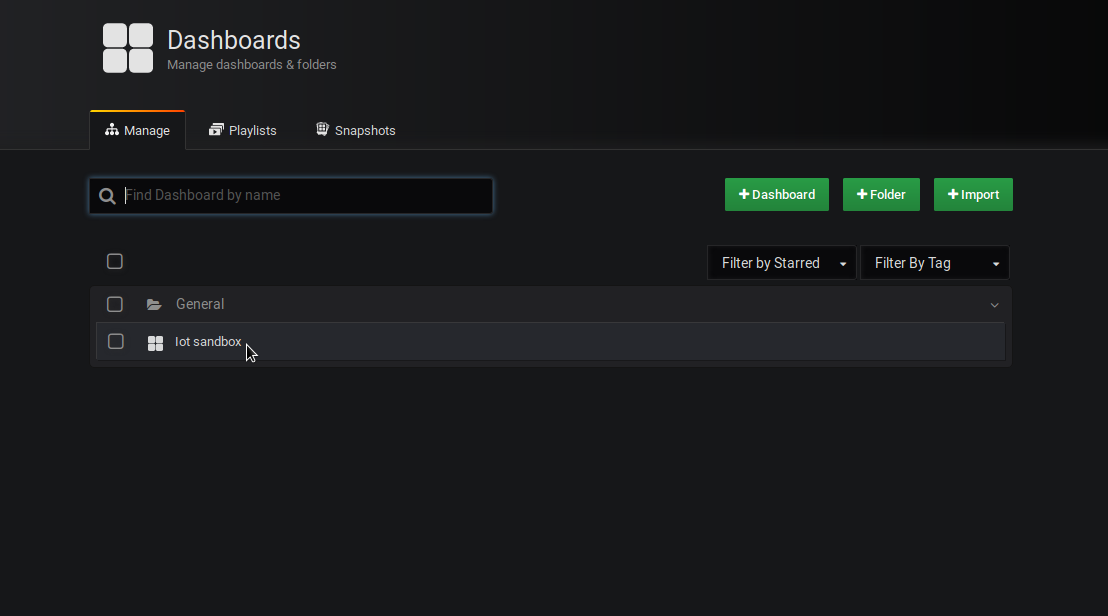 Dashboards
Manage dashboards & folders
Manage Playlists Snapshots
Find Dashboard by name
Dashboard Folder Import
Filter by Starred Filter By Tag
General
Iot sandbox